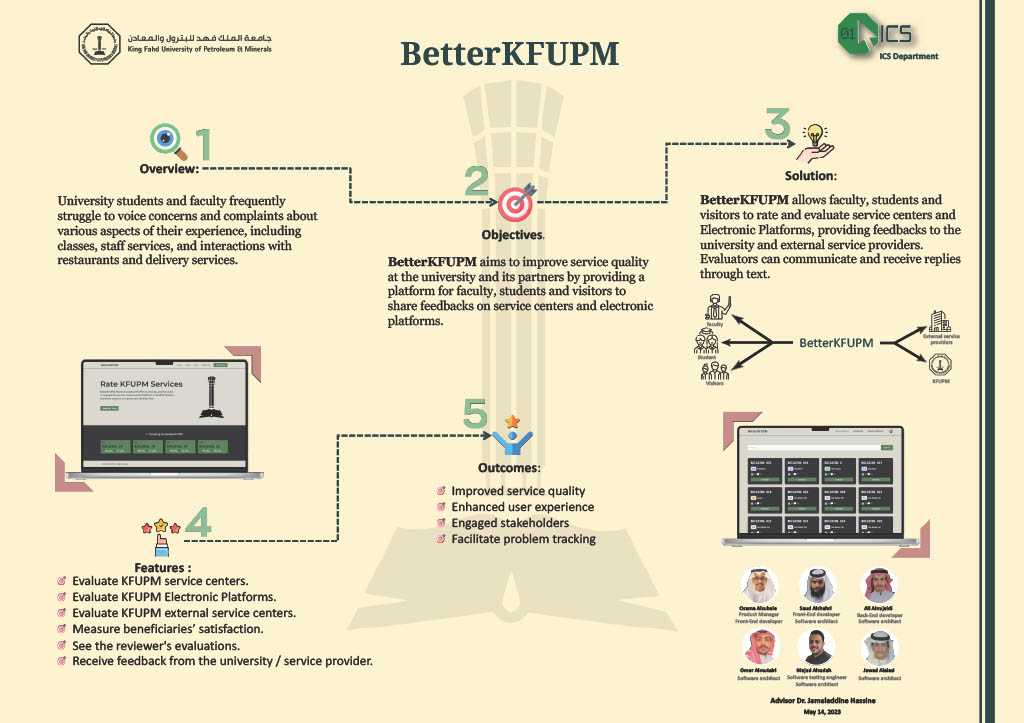 جامعة الملك فهد للبترول والمعادن
King Fahd University of Petroleum & Minerals
BetterKFUPM
01 ICS
ICS Department
1
Overview:
University students and faculty frequently
struggle to voice concerns and complaints about
various aspects of their experience, including
classes, staff services, and interactions with
restaurants and delivery services.
2
Objectives.
BetterKFUPM aims to improve service quality
at the university and its partners by providing a
platform for faculty, students and visitors to
share feedbacks on service centers and electronic
platforms.
3
Solution:
BetterKFUPM allows faculty, students and
visitors to rate and evaluate service centers and
Electronic Platforms, providing feedbacks to the
university and external service providers.
Evaluators can communicate and receive replies
through text.
faculty
Student
Visitors
BetterKFUPM
External service
providers
KFUPM
Rate KFUPM Services
4
Features :
Evaluate KFUPM service centers.
Evaluate KFUPM Electronic Platforms.
Evaluate KFUPM external service centers.
Measure beneficiaries' satisfaction.
See the reviewer's evaluations.
Receive feedback from the university / service provider.
5
Outcomes:
Improved service quality
Enhanced user experience
Engaged stakeholders
Facilitate problem tracking
Osama Alsubaie
Product Manager
Front-End developer
Saud Alshehri
Front-End developer
Software architect
Ali Almujaidi
Back-End developer
Software architect
Omar Almutairi
Software architect
Majed Alsadah
Software testing engineer
Software architect
Jawad Alaiad
Software architect
Advisor Dr. Jameleddine Hassine
May 14, 2023